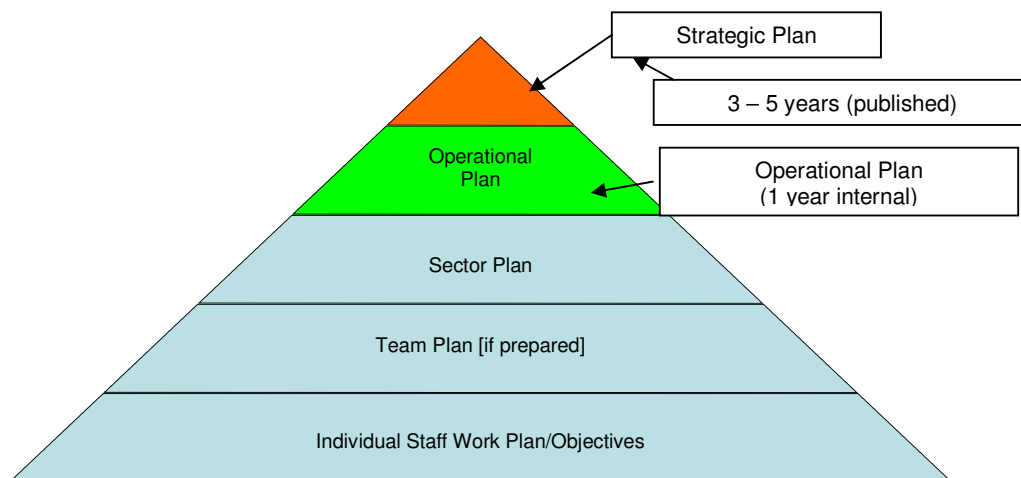 Strategic Plan
3 – 5 years (published)
Operational
Plan
Operational Plan
(1 year internal)
Sector Plan
Team Plan [if prepared]
Individual Staff Work Plan/Objectives